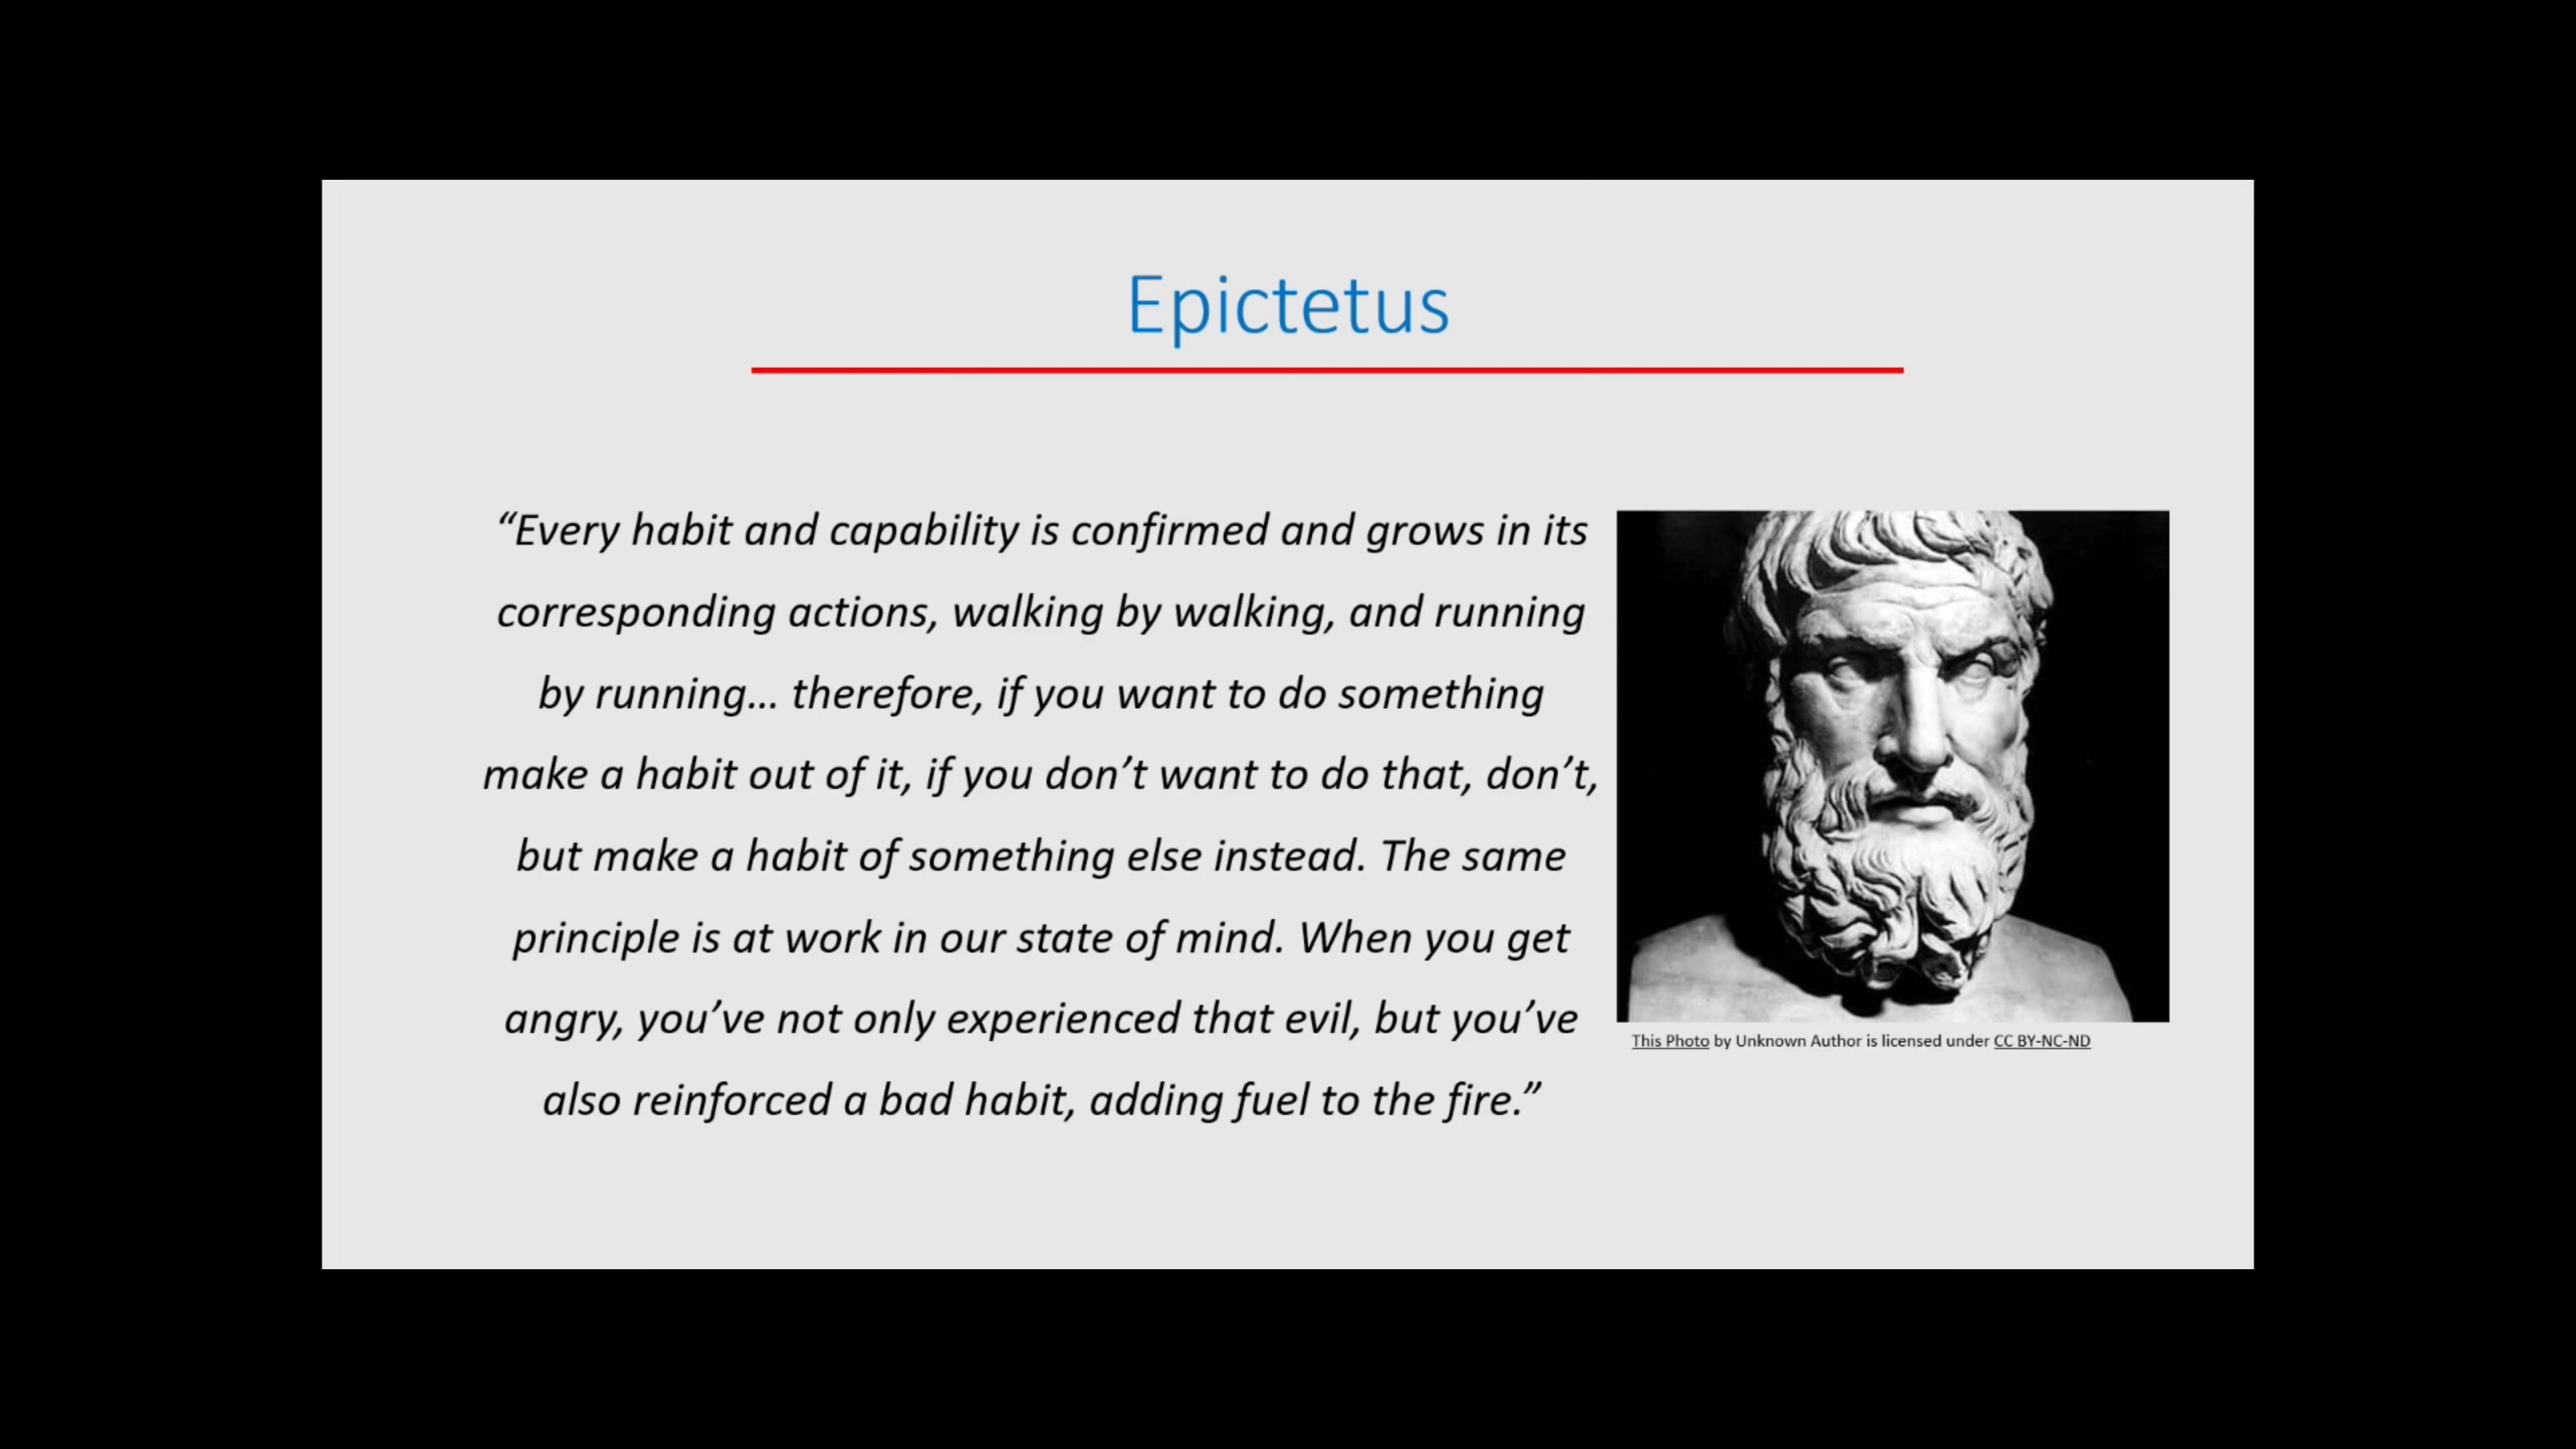 Epictetus
“Every habit and capability is confirmed and grows in its
corresponding actions, walking by walking, and running
by running... therefore, if you want to do something
make a habit out of it, if you don’t want to do that, don’t,
but make a habit of something else instead. The same
principle is at work in our state of mind. When you get
angry, you’ve not only experienced that evil, but you’ve
also reinforced a bad habit, adding fuel to the fire.”
This Photo by Unknown Author is licensed under CC BY-NC-ND